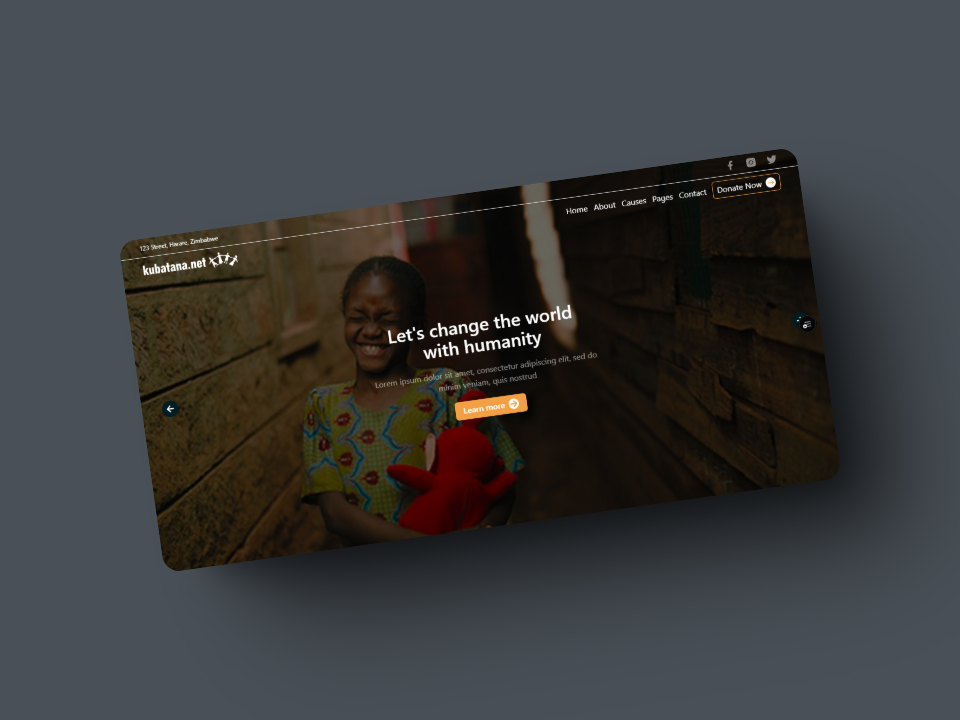 123 Street, Harare, Zimbabwe
kubatana.net
Home About Causes Pages Contact Donate Now
Let's change the world
with humanity
Lorem ipsum dolor sit amet, consectetur adipiscing elit, sed do
minim veniam, quis nostrud
Learn more